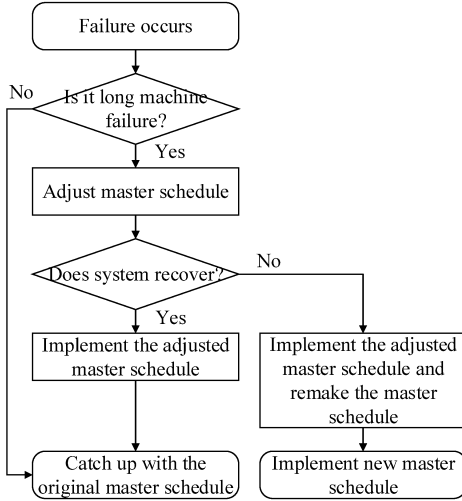 Failure occurs
No
Is it long machine
failure?
Yes
Adjust master schedule
Does system recover?
No
Yes
Implement the adjusted
master schedule
Implement the adjusted
master schedule and
remake the master
schedule
Catch up with the
original master schedule
Implement new master
schedule